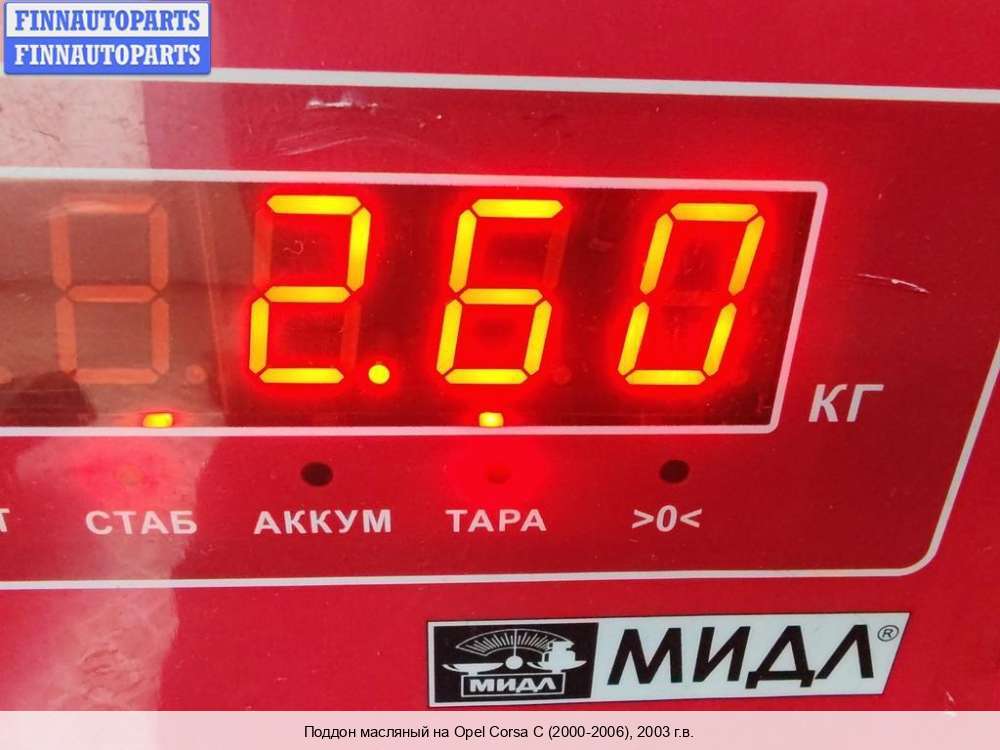 FINNAUTOPARTS
FINNAUTOPARTS
2.60
КГ
Т СТАБ АККУМ ТАРА >0<
МИДЛ МИДЛ®
Поддон масляный на Opel Corsa C (2000-2006), 2003 г.в.